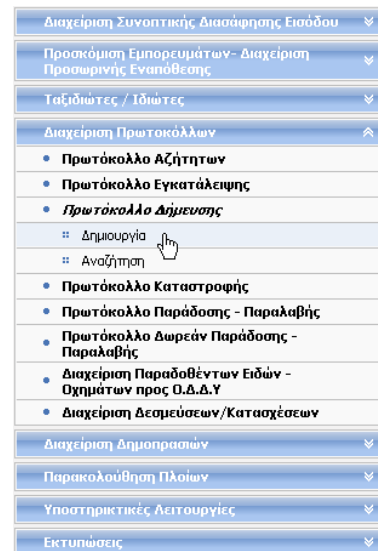 Διαχείριση Συνοπτικής Διασάφησης Εισόδου
Προσκόμιση Εμπορευμάτων- Διαχείριση
Προσωρινής Εναπόθεσης
Ταξιδιώτες / Ιδιώτες
Διαχείριση Πρωτοκόλλων
Πρωτόκολλο Αζήτητων
Πρωτόκολλο Εγκατάλειψης
Πρωτόκολλο Δήμευσης
Δημιουργία
Αναζήτηση
Πρωτόκολλο Καταστροφής
Πρωτόκολλο Παράδοσης - Παραλαβής
Πρωτόκολλο Δωρεάν Παράδοσης -
Παραλαβής
Διαχείριση Παραδοθέντων Ειδών -
Οχημάτων προς Ο.Δ.Δ.Υ
Διαχείριση Δεσμεύσεων/Κατασχέσεων
Διαχείριση Δημοπρασιών
Παρακολούθηση Πλοίων
Υποστηρικτικές Λειτουργίες
Εκτυπώσεις